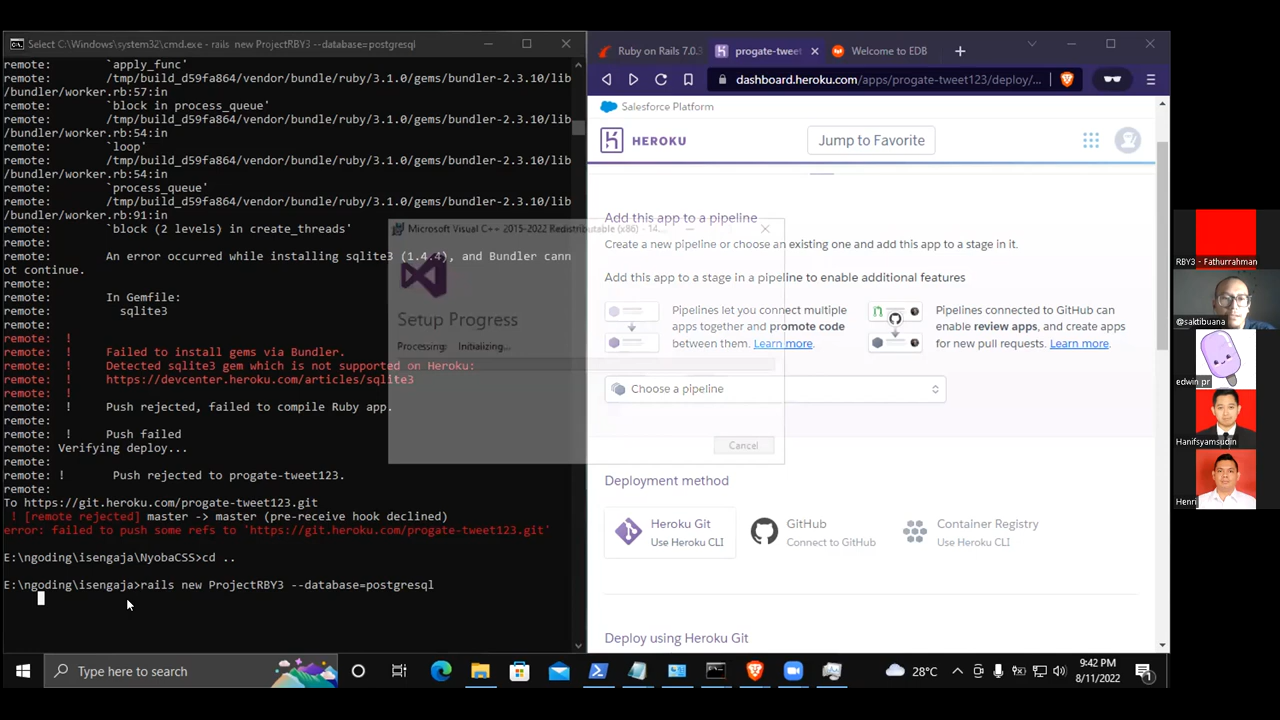 Select C:\Windows\system32\cmd.exe - rails new ProjectRBY3 --database=postgresql
remote:        `apply_func'
remote:        /tmp/build_d59fa864/vendor/bundle/ruby/3.1.0/gems/bundler-2.3.10/lib
/bundler/worker.rb:57:in
remote:        `block in process_queue'
remote:        /tmp/build_d59fa864/vendor/bundle/ruby/3.1.0/gems/bundler-2.3.10/lib
/bundler/worker.rb:54:in
remote:        `loop'
remote:        /tmp/build_d59fa864/vendor/bundle/ruby/3.1.0/gems/bundler-2.3.10/lib
/bundler/worker.rb:54:in
remote:        `process_queue'
remote:        /tmp/build_d59fa864/vendor/bundle/ruby/3.1.0/gems/bundler-2.3.10/lib
/bundler/worker.rb:91:in
remote:        `block (2 levels) in create_threads'
remote:
remote:        An error occurred while installing sqlite3 (1.4.4), and Bundler cann
ot continue.
remote:
remote:        In Gemfile:
remote:          sqlite3
remote:
remote:  !
remote:  !     Failed to install gems via Bundler.
remote:  !     Detected sqlite3 gem which is not supported on Heroku:
remote:  !     https://devcenter.heroku.com/articles/sqlite3
remote:  !
remote:  !     Push rejected, failed to compile Ruby app.
remote:
remote:  !     Push failed
remote: Verifying deploy...
remote:
remote: !       Push rejected to progate-tweet123.
remote:
To https://git.heroku.com/progate-tweet123.git
 ! [remote rejected] master -> master (pre-receive hook declined)
error: failed to push some refs to 'https://git.heroku.com/progate-tweet123.git'
E:\ngoding\isengaja\NyobaCSS>cd ..
E:\ngoding\isengaja>rails new ProjectRBY3 --database=postgresql
Microsoft Visual C++ 2015-2022 Redistributable (x86) - 14...
Setup Progress
Processing: Initializing...
Cancel
Ruby on Rails 7.0.3
progate-tweet
Welcome to EDB
dashboard.heroku.com/apps/progate-tweet123/deploy/...
Salesforce Platform
HEROKU
Jump to Favorite
Add this app to a pipeline
Create a new pipeline or choose an existing one and add this app to a stage in it.
Add this app to a stage in a pipeline to enable additional features
Pipelines let you connect multiple
apps together and promote code
between them. Learn more.
Pipelines connected to GitHub can
enable review apps, and create apps
for new pull requests. Learn more.
Choose a pipeline
Deployment method
Heroku Git
Use Heroku CLI
GitHub
Connect to GitHub
Container Registry
Use Heroku CLI
Deploy using Heroku Git
RBY3 - Fathurrahman
@saktibuana
edwin pr
Hanifsyamsudin
Henri
Type here to search
28°C
9:42 PM
8/11/2022
1